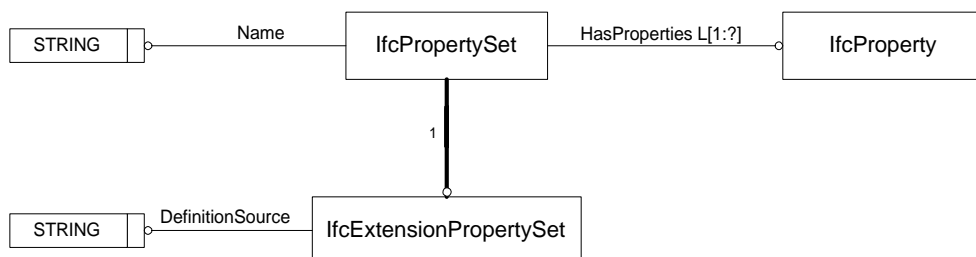 Name
STRING
IfcPropertySet
HasProperties L[1:?]
IfcProperty
1
DefinitionSource
STRING
IfcExtensionPropertySet